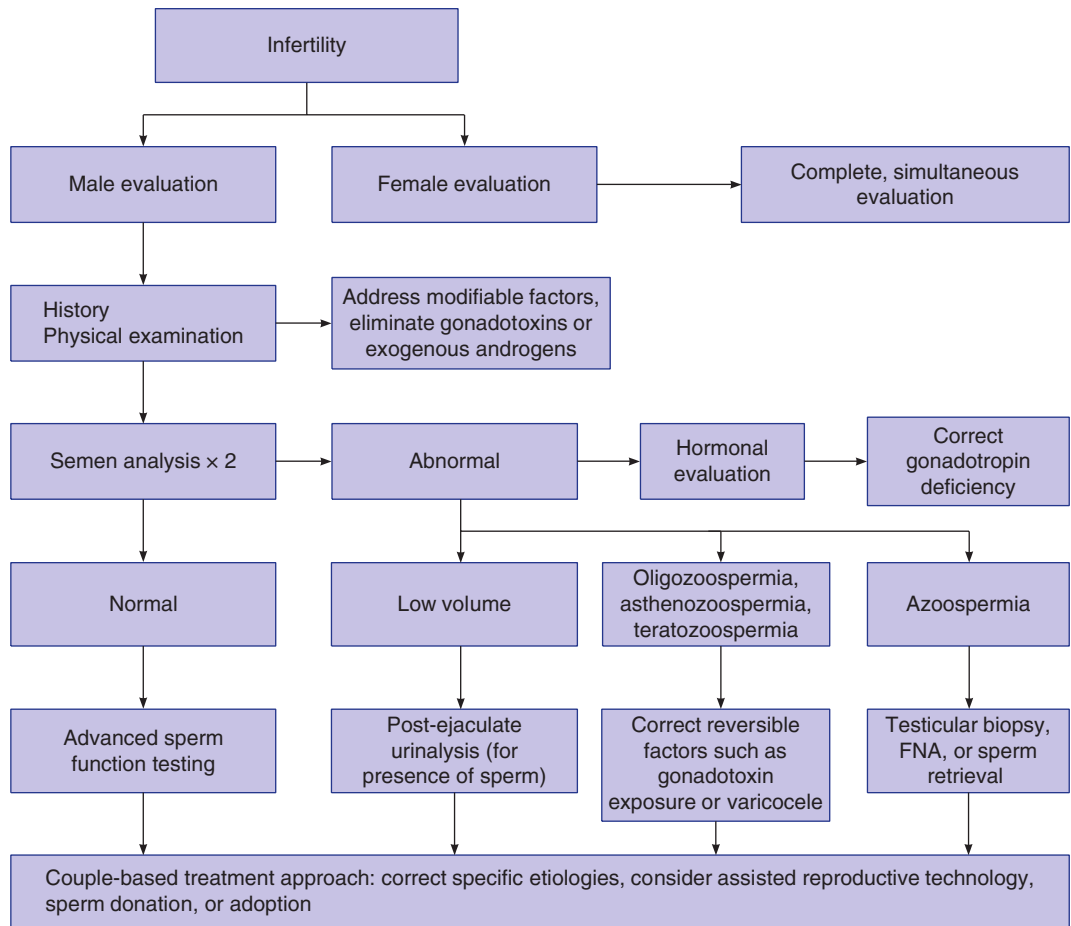 Infertility
Male evaluation
Female evaluation
Complete, simultaneous
evaluation
History
Physical examination
Address modifiable factors,
eliminate gonadotoxins or
exogenous androgens
Semen analysis × 2
Abnormal
Hormonal
evaluation
Correct
gonadotropin
deficiency
Normal
Low volume
Oligozoospermia,
asthenozoospermia,
teratozoospermia
Azoospermia
Advanced sperm
function testing
Post-ejaculate
urinalysis (for
presence of sperm)
Correct reversible
factors such as
gonadotoxin
exposure or varicocele
Testicular biopsy,
FNA, or sperm
retrieval
Couple-based treatment approach: correct specific etiologies, consider assisted reproductive technology,
sperm donation, or adoption